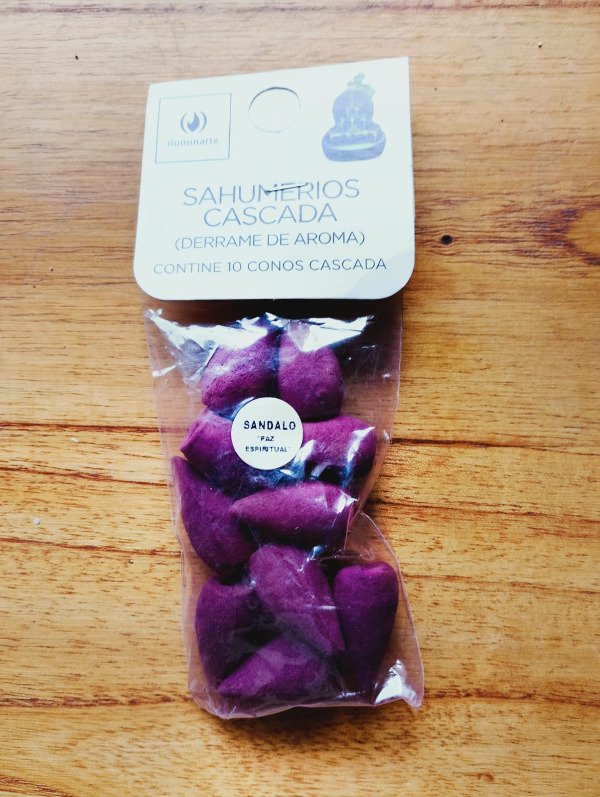 iluminarte
SAHUMERIOS
CASCADA
(DERRAME DE AROMA)
CONTINE 10 CONOS CASCADA
SANDALO
"PAZ
ESPIRITUAL"